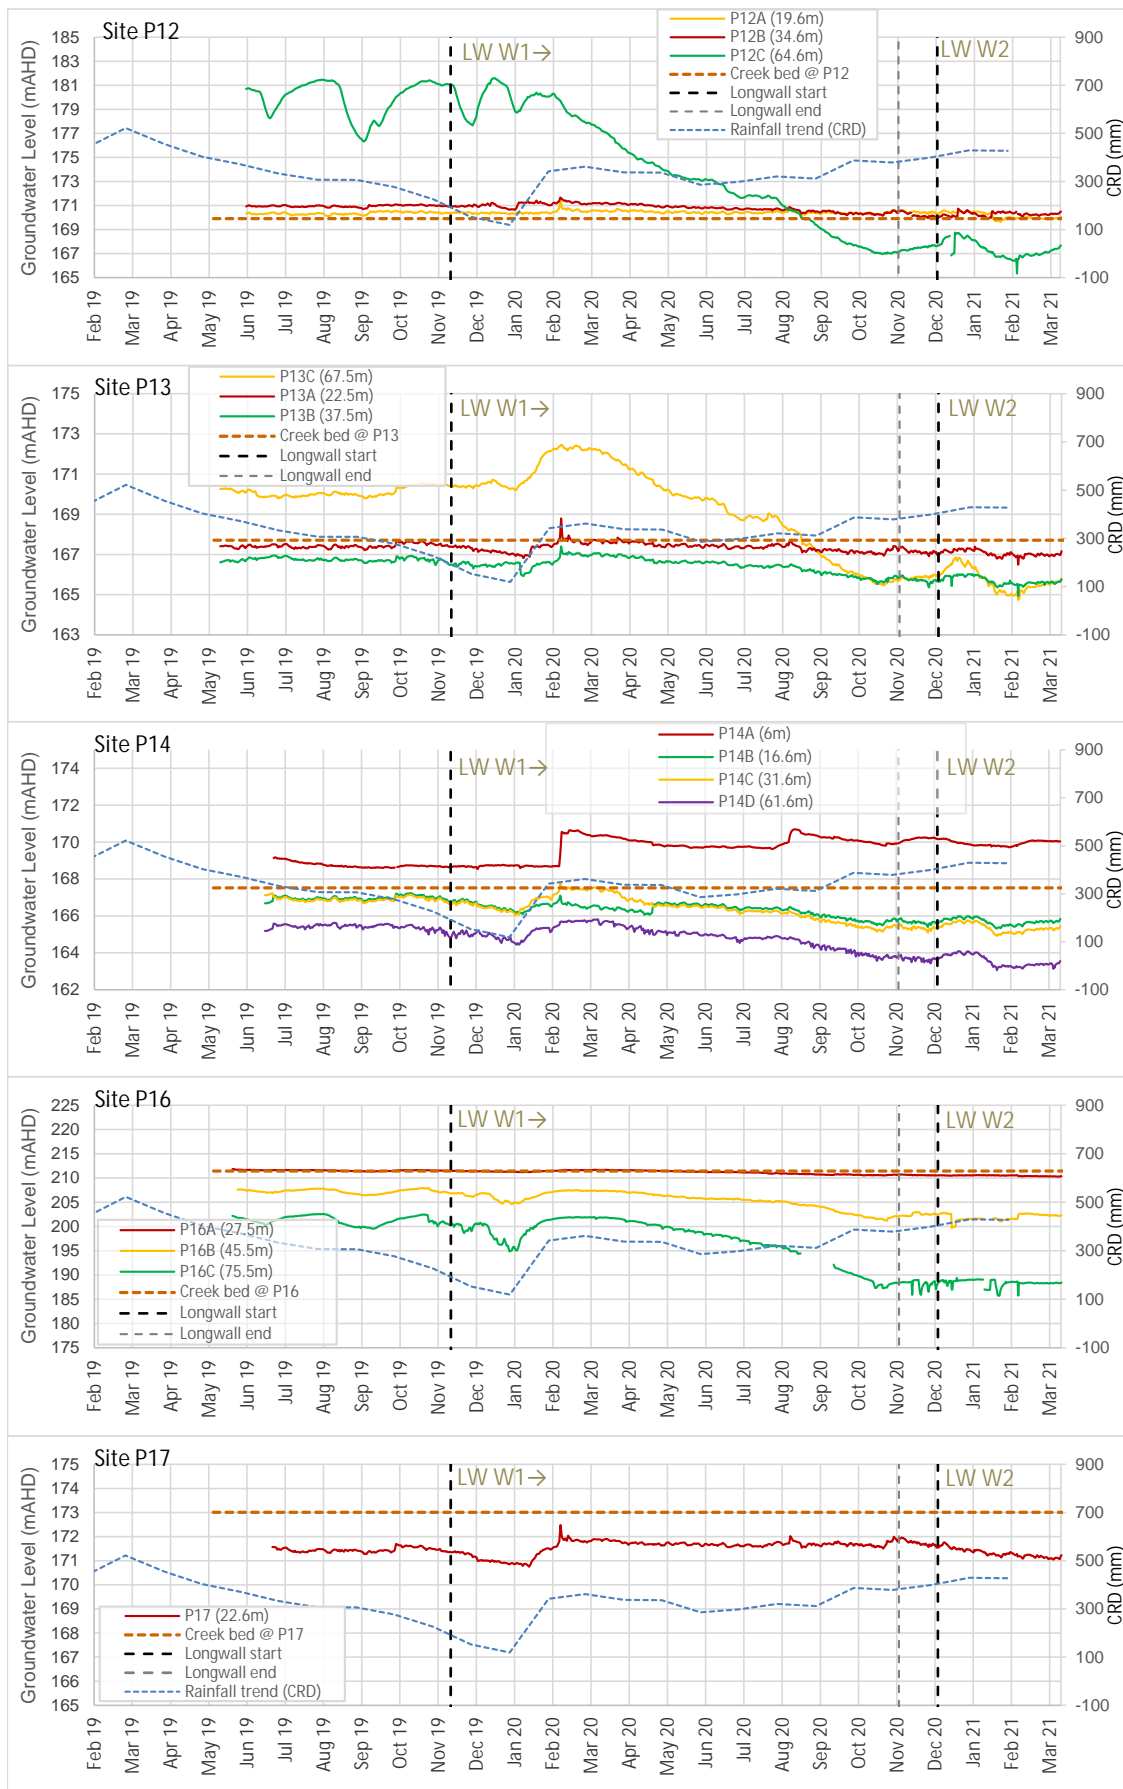 Site P12
P12A (19.6m)
P12B (34.6m)
P12C (64.6m)
Creek bed @ P12
Longwall start
Longwall end
Rainfall trend (CRD)
LW W1→
LW W2
Groundwater Level (mAHD)
185
183
181
179
177
175
173
171
169
167
165
900
700
500
300
100
-100
CRD (mm)
Feb 19 Mar 19 Apr 19 May 19 Jun 19 Jul 19 Aug 19 Sep 19 Oct 19 Nov 19 Dec 19 Jan 20 Feb 20 Mar 20 Apr 20 May 20 Jun 20 Jul 20 Aug 20 Sep 20 Oct 20 Nov 20 Dec 20 Jan 21 Feb 21 Mar 21
Site P13
P13C (67.5m)
P13A (22.5m)
P13B (37.5m)
Creek bed @ P13
Longwall start
Longwall end
LW W1→
LW W2
Groundwater Level (mAHD)
175
173
171
169
167
165
163
900
700
500
300
100
-100
CRD (mm)
Feb 19 Mar 19 Apr 19 May 19 Jun 19 Jul 19 Aug 19 Sep 19 Oct 19 Nov 19 Dec 19 Jan 20 Feb 20 Mar 20 Apr 20 May 20 Jun 20 Jul 20 Aug 20 Sep 20 Oct 20 Nov 20 Dec 20 Jan 21 Feb 21 Mar 21
Site P14
P14A (6m)
P14B (16.6m)
P14C (31.6m)
P14D (61.6m)
LW W1→
LW W2
Groundwater Level (mAHD)
174
172
170
168
166
164
162
900
700
500
300
100
-100
CRD (mm)
Feb 19 Mar 19 Apr 19 May 19 Jun 19 Jul 19 Aug 19 Sep 19 Oct 19 Nov 19 Dec 19 Jan 20 Feb 20 Mar 20 Apr 20 May 20 Jun 20 Jul 20 Aug 20 Sep 20 Oct 20 Nov 20 Dec 20 Jan 21 Feb 21 Mar 21
Site P16
LW W1→
LW W2
P16A (27.5m)
P16B (45.5m)
P16C (75.5m)
Creek bed @ P16
Longwall start
Longwall end
Groundwater Level (mAHD)
225
220
215
210
205
200
195
190
185
180
175
900
700
500
300
100
-100
CRD (mm)
Feb 19 Mar 19 Apr 19 May 19 Jun 19 Jul 19 Aug 19 Sep 19 Oct 19 Nov 19 Dec 19 Jan 20 Feb 20 Mar 20 Apr 20 May 20 Jun 20 Jul 20 Aug 20 Sep 20 Oct 20 Nov 20 Dec 20 Jan 21 Feb 21 Mar 21
Site P17
LW W1→
LW W2
P17 (22.6m)
Creek bed @ P17
Longwall start
Longwall end
Rainfall trend (CRD)
Groundwater Level (mAHD)
175
174
173
172
171
170
169
168
167
166
165
900
700
500
300
100
-100
CRD (mm)
Feb 19 Mar 19 Apr 19 May 19 Jun 19 Jul 19 Aug 19 Sep 19 Oct 19 Nov 19 Dec 19 Jan 20 Feb 20 Mar 20 Apr 20 May 20 Jun 20 Jul 20 Aug 20 Sep 20 Oct 20 Nov 20 Dec 20 Jan 21 Feb 21 Mar 21